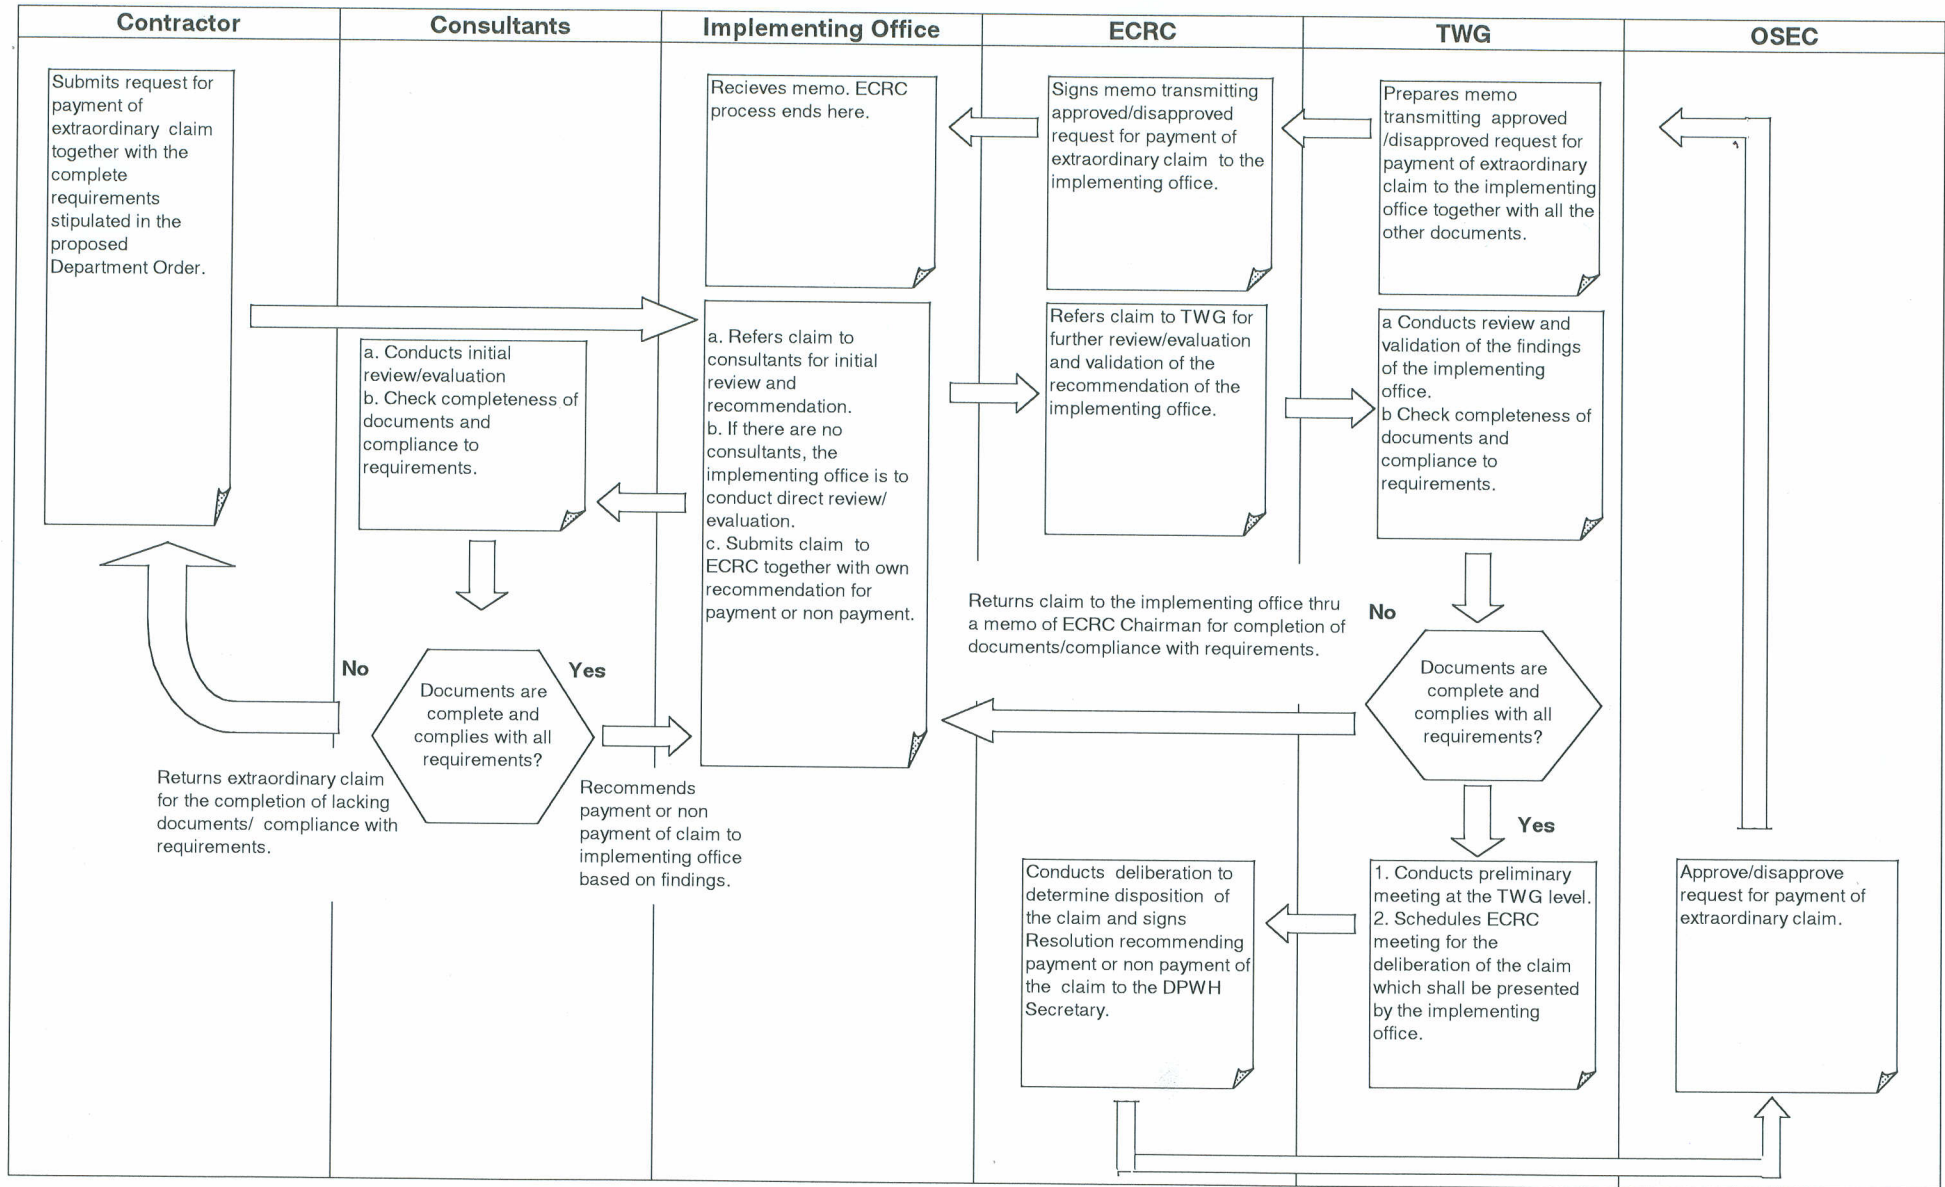 Contractor
Consultants
Implementing Office
ECRC
TWG
OSEC
Submits request for
payment of
extraordinary claim
together with the
complete
requirements
stipulated in the
proposed
Department Order.
Recieves memo. ECRC
process ends here.
Signs memo transmitting
approved/disapproved
request for payment of
extraordinary claim to the
implementing office.
Prepares memo
transmitting approved
/disapproved request for
payment of extraordinary
claim to the implementing
office together with all the
other documents.
a. Conducts initial
review/evaluation
b. Check completeness of
documents and
compliance to
requirements.
a. Refers claim to
consultants for initial
review and
recommendation.
b. If there are no
consultants, the
implementing office is to
conduct direct review/
evaluation.
c. Submits claim to
ECRC together with own
recommendation for
payment or non payment.
Refers claim to TWG for
further review/evaluation
and validation of the
recommendation of the
implementing office.
a Conducts review and
validation of the findings
of the implementing
office.
b Check completeness of
documents and
compliance to
requirements.
Returns claim to the implementing office thru
a memo of ECRC Chairman for completion of
documents/compliance with requirements.
No
Documents are
complete and
complies with all
requirements?
No
Documents are
complete and
complies with all
requirements?
Yes
Returns extraordinary claim
for the completion of lacking
documents/ compliance with
requirements.
Recommends
payment or non
payment of claim to
implementing office
based on findings.
Yes
Conducts deliberation to
determine disposition of
the claim and signs
Resolution recommending
payment or non payment of
the claim to the DPWH
Secretary.
1. Conducts preliminary
meeting at the TWG level.
2. Schedules ECRC
meeting for the
deliberation of the claim
which shall be presented
by the implementing
office.
Approve/disapprove
request for payment of
extraordinary claim.